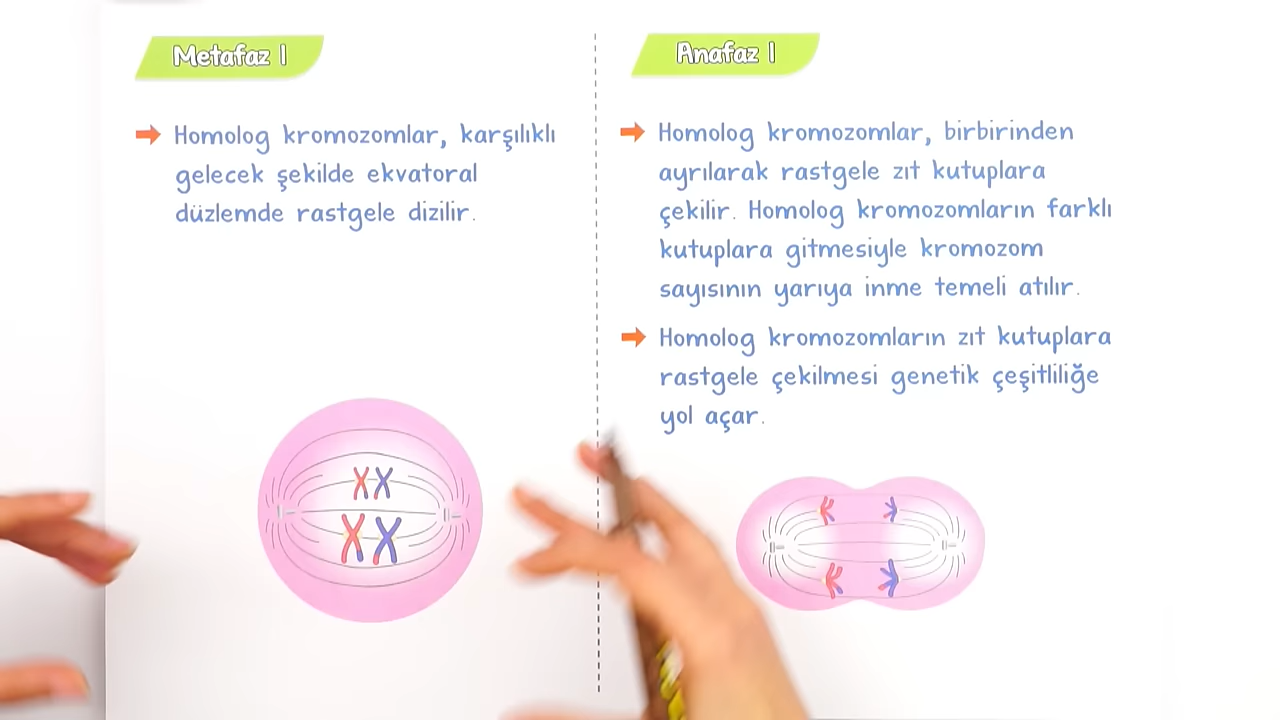 Metafaz I
Homolog kromozomlar, karşılıklı
gelecek şekilde ekvatoral
düzlemde rastgele dizilir.
Anafaz I
Homolog kromozomlar, birbirinden
ayrılarak rastgele zıt kutuplara
çekilir. Homolog kromozomların farklı
kutuplara gitmesiyle kromozom
sayısının yarıya inme temeli atılır.
Homolog kromozomların zıt kutuplara
rastgele çekilmesi genetik çeşitliliğe
yol açar.